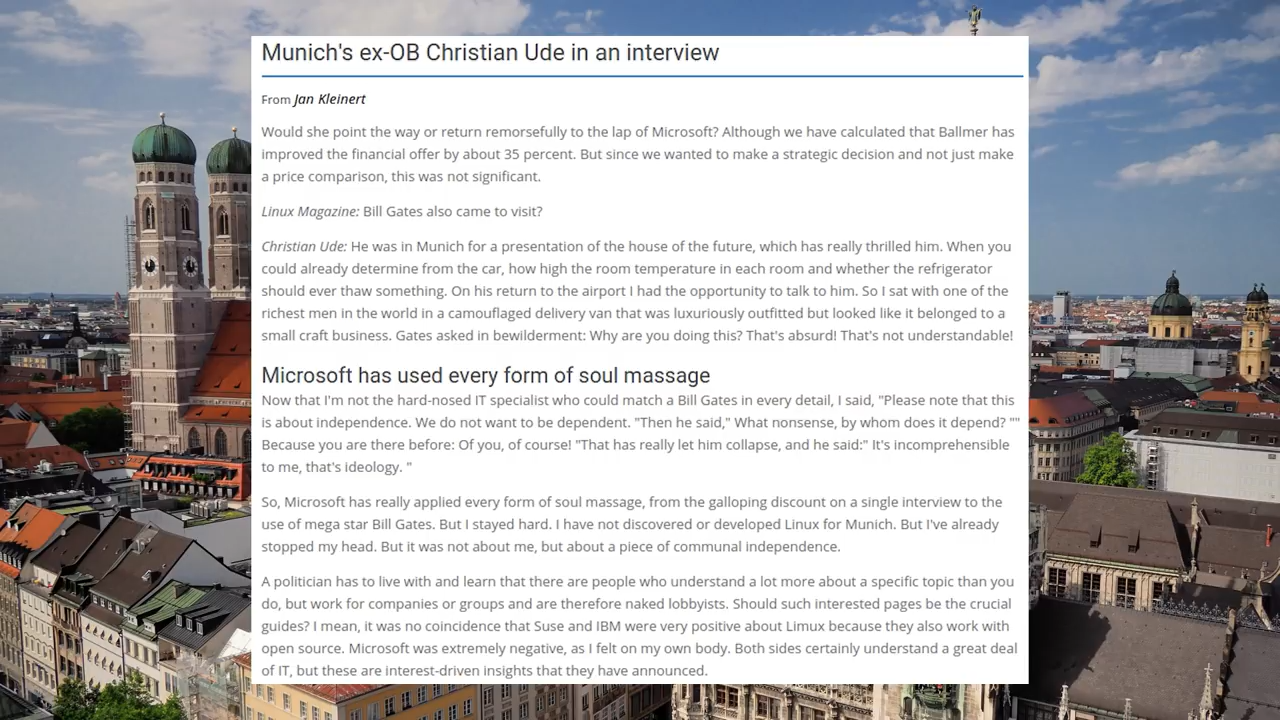 Munich's ex-OB Christian Ude in an interview
From Jan Kleinert
Would she point the way or return remorsefully to the lap of Microsoft? Although we have calculated that Ballmer has
improved the financial offer by about 35 percent. But since we wanted to make a strategic decision and not just make
a price comparison, this was not significant.
Linux Magazine: Bill Gates also came to visit?
Christian Ude: He was in Munich for a presentation of the house of the future, which has really thrilled him. When you
could already determine from the car, how high the room temperature in each room and whether the refrigerator
should ever thaw something. On his return to the airport I had the opportunity to talk to him. So I sat with one of the
richest men in the world in a camouflaged delivery van that was luxuriously outfitted but looked like it belonged to a
small craft business. Gates asked in bewilderment: Why are you doing this? That's absurd! That's not understandable!
Microsoft has used every form of soul massage
Now that I'm not the hard-nosed IT specialist who could match a Bill Gates in every detail, I said, "Please note that this
is about independence. We do not want to be dependent. "Then he said," What nonsense, by whom does it depend? ""
Because you are there before: Of you, of course! "That has really let him collapse, and he said:" It's incomprehensible
to me, that's ideology. "
So, Microsoft has really applied every form of soul massage, from the galloping discount on a single interview to the
use of mega star Bill Gates. But I stayed hard. I have not discovered or developed Linux for Munich. But I've already
stopped my head. But it was not about me, but about a piece of communal independence.
A politician has to live with and learn that there are people who understand a lot more about a specific topic than you
do, but work for companies or groups and are therefore naked lobbyists. Should such interested pages be the crucial
guides? I mean, it was no coincidence that Suse and IBM were very positive about Limux because they also work with
open source. Microsoft was extremely negative, as I felt on my own body. Both sides certainly understand a great deal
of IT, but these are interest-driven insights that they have announced.